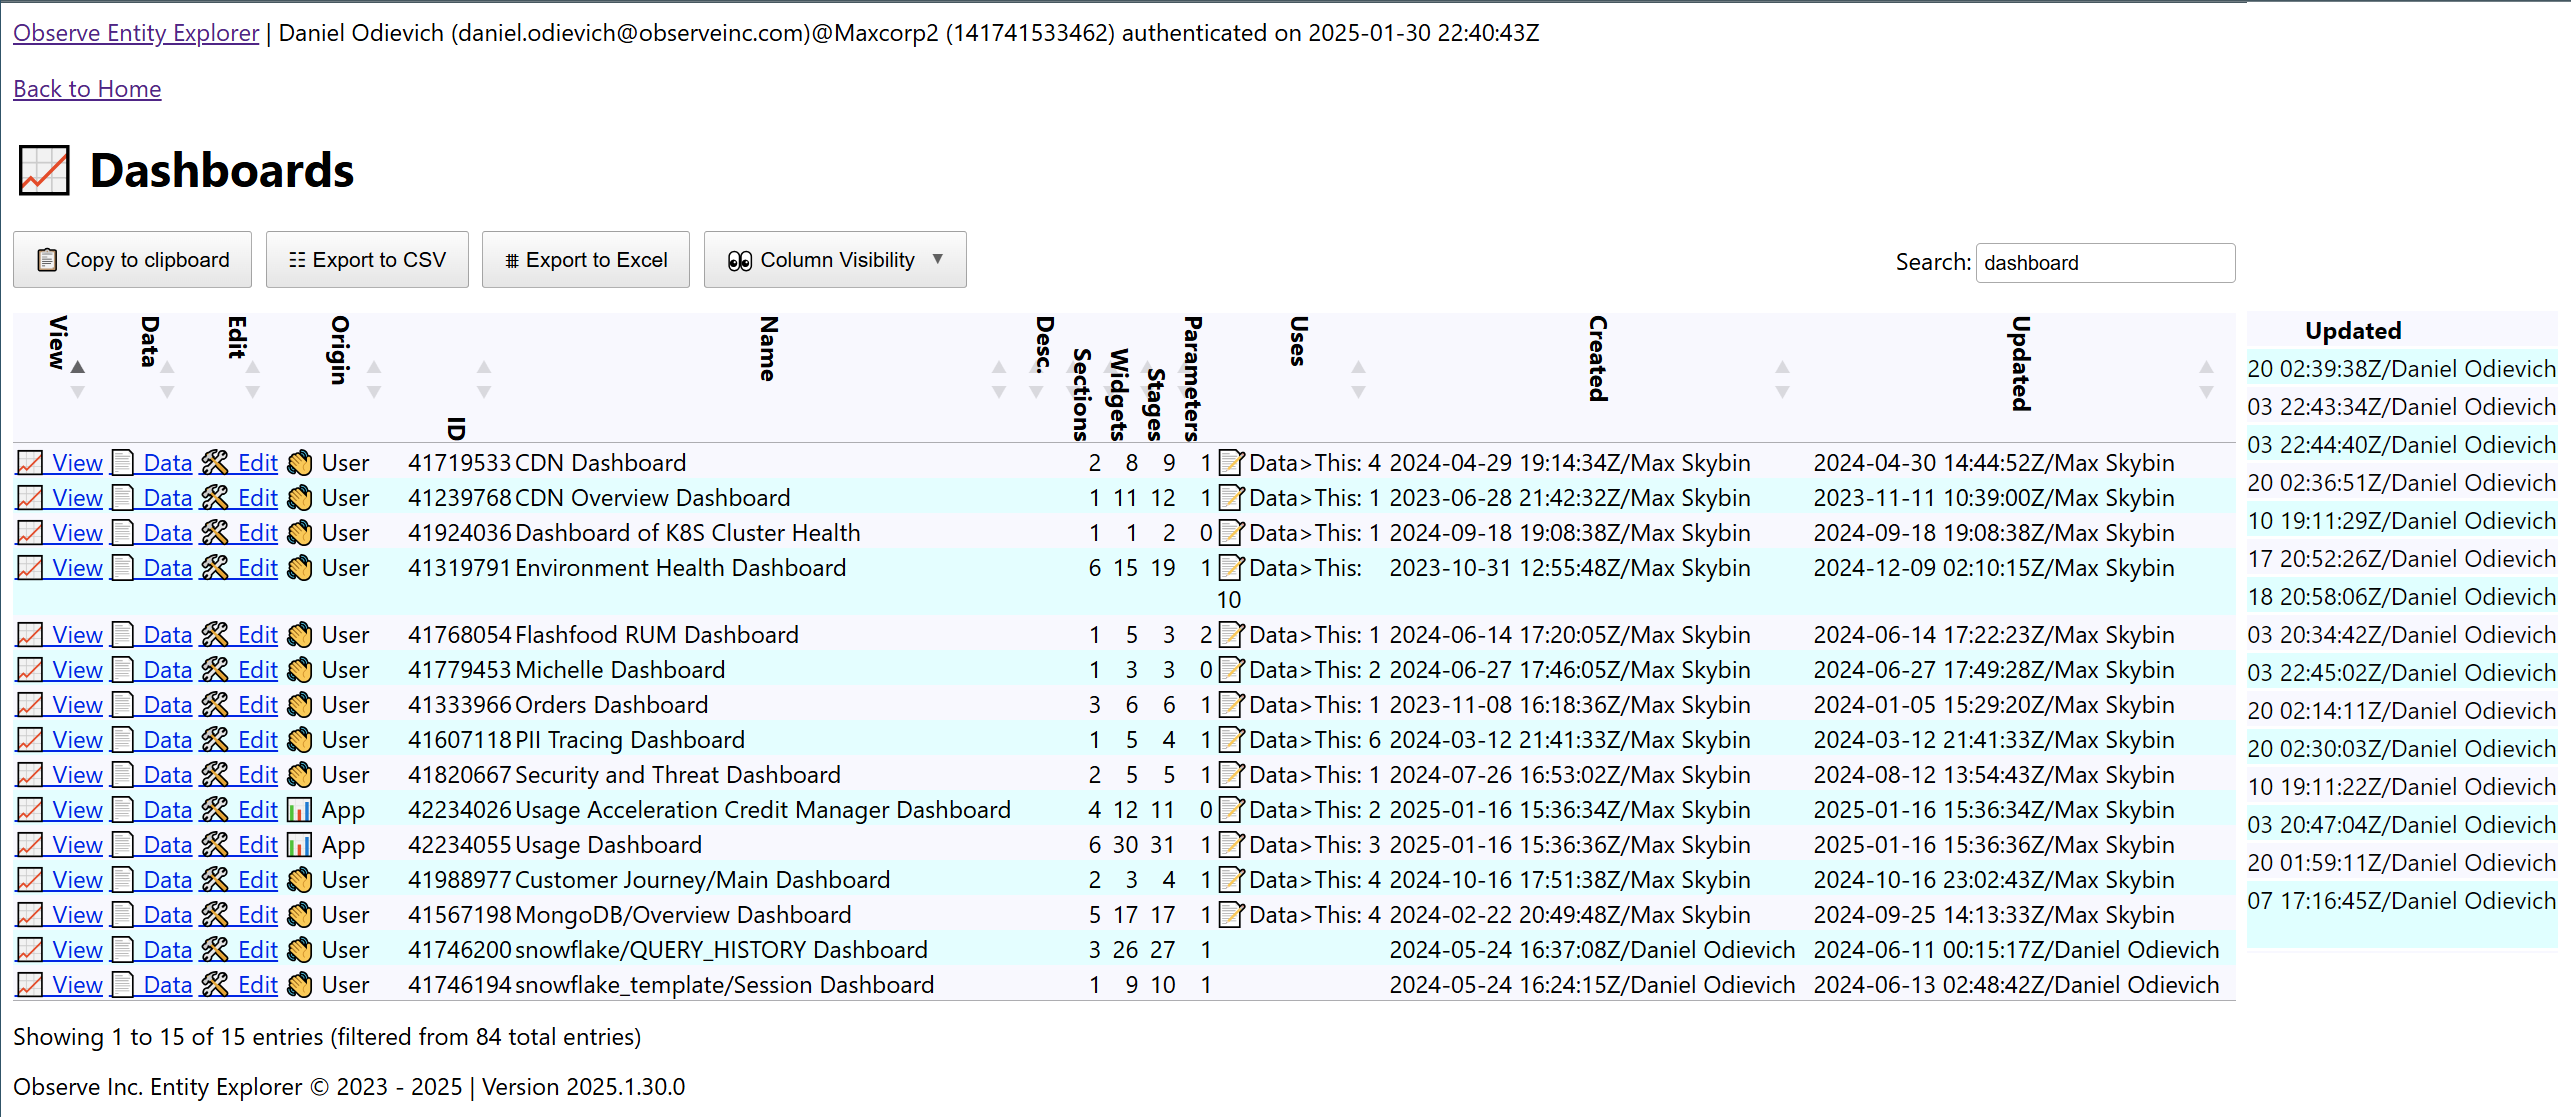 Observe Entity Explorer | Daniel Odievich (daniel.odievich@observeinc.com)@Maxcorp2 (141741533462) authenticated on 2025-01-30 22:40:43Z
Back to Home
Dashboards
Copy to clipboard Export to CSV Export to Excel Column Visibility Search: dashboard
View Data Edit Origin ID Name Desc. Sections Widgets Stages Parameters Uses Created Updated
View Data Edit User 41719533 CDN Dashboard 2 8 9 1 Data>This: 4 2024-04-29 19:14:34Z/Max Skybin 2024-04-30 14:44:52Z/Max Skybin
View Data Edit User 41239768 CDN Overview Dashboard 1 11 12 1 Data>This: 1 2023-06-28 21:42:32Z/Max Skybin 2023-11-11 10:39:00Z/Max Skybin
View Data Edit User 41924036 Dashboard of K8S Cluster Health 1 1 2 0 Data>This: 1 2024-09-18 19:08:38Z/Max Skybin 2024-09-18 19:08:38Z/Max Skybin
View Data Edit User 41319791 Environment Health Dashboard 6 15 19 1 Data>This: 2023-10-31 12:55:48Z/Max Skybin 2024-12-09 02:10:15Z/Max Skybin
10
View Data Edit User 41768054 Flashfood RUM Dashboard 1 5 3 2 Data>This: 1 2024-06-14 17:20:05Z/Max Skybin 2024-06-14 17:22:23Z/Max Skybin
View Data Edit User 41779453 Michelle Dashboard 1 3 3 0 Data>This: 2 2024-06-27 17:46:05Z/Max Skybin 2024-06-27 17:49:28Z/Max Skybin
View Data Edit User 41333966 Orders Dashboard 3 6 6 1 Data>This: 1 2023-11-08 16:18:36Z/Max Skybin 2024-01-05 15:29:20Z/Max Skybin
View Data Edit User 41607118 PII Tracing Dashboard 1 5 4 1 Data>This: 6 2024-03-12 21:41:33Z/Max Skybin 2024-03-12 21:41:33Z/Max Skybin
View Data Edit User 41820667 Security and Threat Dashboard 2 5 5 1 Data>This: 1 2024-07-26 16:53:02Z/Max Skybin 2024-08-12 13:54:43Z/Max Skybin
View Data Edit App 42234026 Usage Acceleration Credit Manager Dashboard 4 12 11 0 Data>This: 2 2025-01-16 15:36:34Z/Max Skybin 2025-01-16 15:36:34Z/Max Skybin
View Data Edit App 42234055 Usage Dashboard 6 30 31 1 Data>This: 3 2025-01-16 15:36:36Z/Max Skybin 2025-01-16 15:36:36Z/Max Skybin
View Data Edit User 41988977 Customer Journey/Main Dashboard 2 3 4 1 Data>This: 4 2024-10-16 17:51:38Z/Max Skybin 2024-10-16 23:02:43Z/Max Skybin
View Data Edit User 41567198 MongoDB/Overview Dashboard 5 17 17 1 Data>This: 4 2024-02-22 20:49:48Z/Max Skybin 2024-09-25 14:13:33Z/Max Skybin
View Data Edit User 41746200 snowflake/QUERY_HISTORY Dashboard 3 26 27 1 2024-05-24 16:37:08Z/Daniel Odievich 2024-06-11 00:15:17Z/Daniel Odievich
View Data Edit User 41746194 snowflake_template/Session Dashboard 1 9 10 1 2024-05-24 16:24:15Z/Daniel Odievich 2024-06-13 02:48:42Z/Daniel Odievich
Showing 1 to 15 of 15 entries (filtered from 84 total entries)
Observe Inc. Entity Explorer © 2023 - 2025 | Version 2025.1.30.0
Updated
20 02:39:38Z/Daniel Odievich
03 22:43:34Z/Daniel Odievich
03 22:44:40Z/Daniel Odievich
20 02:36:51Z/Daniel Odievich
10 19:11:29Z/Daniel Odievich
17 20:52:26Z/Daniel Odievich
18 20:58:06Z/Daniel Odievich
03 20:34:42Z/Daniel Odievich
03 22:45:02Z/Daniel Odievich
20 02:14:11Z/Daniel Odievich
20 02:30:03Z/Daniel Odievich
10 19:11:22Z/Daniel Odievich
03 20:47:04Z/Daniel Odievich
20 01:59:11Z/Daniel Odievich
07 17:16:45Z/Daniel Odievich